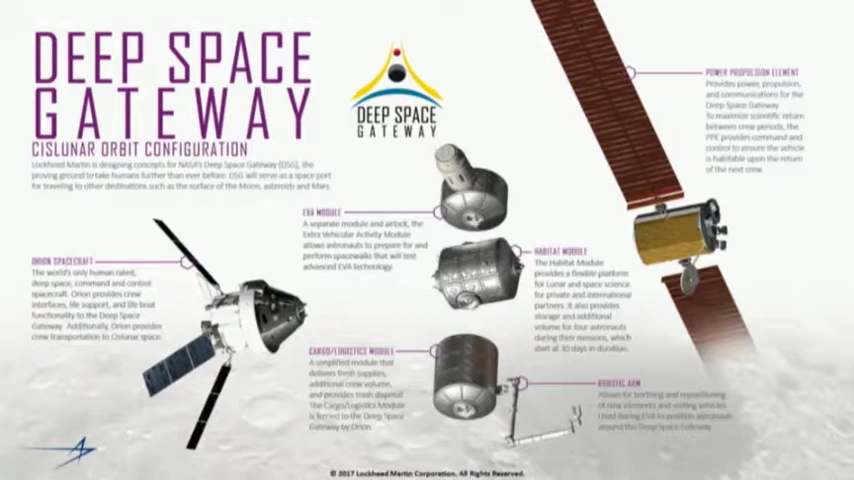 DEEP SPACE
GATEWAY
CISLUNAR ORBIT CONFIGURATION
Lockheed Martin is designing concepts for NASA's Deep Space Gateway (DSG), the
proving ground to take humans further than ever before. DSG will serve as a space port
for traveling to other destinations such as the surface of the Moon, asteroids and Mars.
DEEP SPACE
GATEWAY
POWER PROPULSION ELEMENT
Provides power, propulsion,
and communications for the
Deep Space Gateway.
To maximize scientific return
between crew periods, the
PPE provides command and
control to ensure the vehicle
is habitable upon the return
of the next crew.
EVA MODULE
A separate module and airlock, the
Extra Vehicular Activity Module
allows astronauts to prepare for and
perform spacewalks that will test
advanced EVA technology.
HABITAT MODULE
The Habitat Module
provides a flexible platform
for Lunar and space science
for private and international
partners. It also provides
storage and additional
volume for four astronauts
during their missions, which
start at 30 days in duration.
ORION SPACECRAFT
The world's only human rated,
deep space, command and control
spacecraft. Orion provides crew
interfaces, life support, and life boat
functionality to the Deep Space
Gateway. Additionally, Orion provides
crew transportation to Cislunar space.
CARGO/LOGISTICS MODULE
A simplified module that
delivers fresh supplies,
additional crew volume,
and provides trash disposal.
The Cargo/Logistics Module
is ferried to the Deep Space
Gateway by Orion.
ROBOTIC ARM
Allows for berthing and repositioning
of new elements and visiting vehicles.
Used during EVA to position astronauts
around the Deep Space Gateway.
© 2017 Lockheed Martin Corporation. All Rights Reserved.